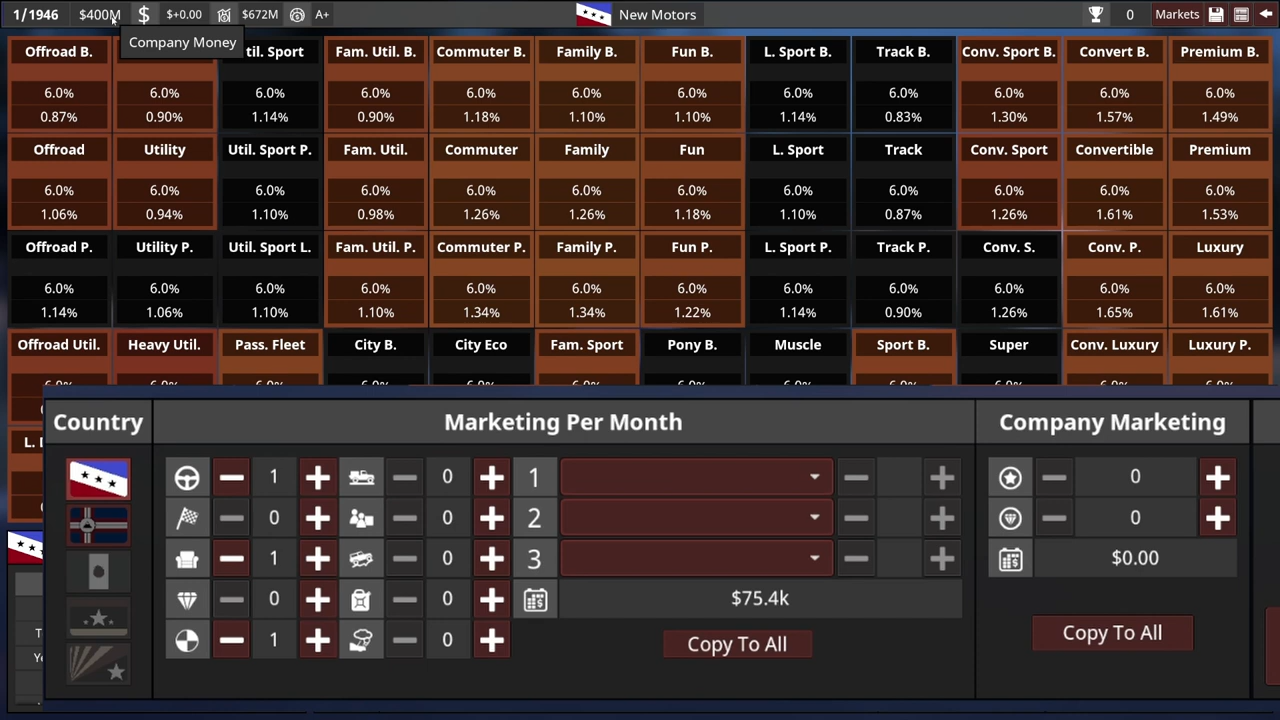 1/1946 $400M $ $+0.00 $672M A+ New Motors 0 Markets
Company Money
Offroad B. til. Sport Fam. Util. B. Commuter B. Family B. Fun B. L. Sport B. Track B. Conv. Sport B. Convert B. Premium B.
6.0% 6.0% 6.0% 6.0% 6.0% 6.0% 6.0% 6.0% 6.0% 6.0% 6.0% 6.0%
0.87% 0.90% 1.14% 0.90% 1.18% 1.10% 1.10% 1.14% 0.83% 1.30% 1.57% 1.49%
Offroad Utility Util. Sport P. Fam. Util. Commuter Family Fun L. Sport Track Conv. Sport Convertible Premium
6.0% 6.0% 6.0% 6.0% 6.0% 6.0% 6.0% 6.0% 6.0% 6.0% 6.0% 6.0%
1.06% 0.94% 1.10% 0.98% 1.26% 1.26% 1.18% 1.10% 0.87% 1.26% 1.61% 1.53%
Offroad P. Utility P. Util. Sport L. Fam. Util. P. Commuter P. Family P. Fun P. L. Sport P. Track P. Conv. S. Conv. P. Luxury
6.0% 6.0% 6.0% 6.0% 6.0% 6.0% 6.0% 6.0% 6.0% 6.0% 6.0% 6.0%
1.14% 1.06% 1.10% 1.10% 1.34% 1.34% 1.22% 1.14% 0.90% 1.26% 1.65% 1.61%
Offroad Util. Heavy Util. Pass. Fleet City B. City Eco Fam. Sport Pony B. Muscle Sport B. Super Conv. Luxury Luxury P.
Country Marketing Per Month Company Marketing
1 0 1 0
0 0 2 0
1 0 3 $0.00
0 0 $75.4k
1 0 Copy To All Copy To All